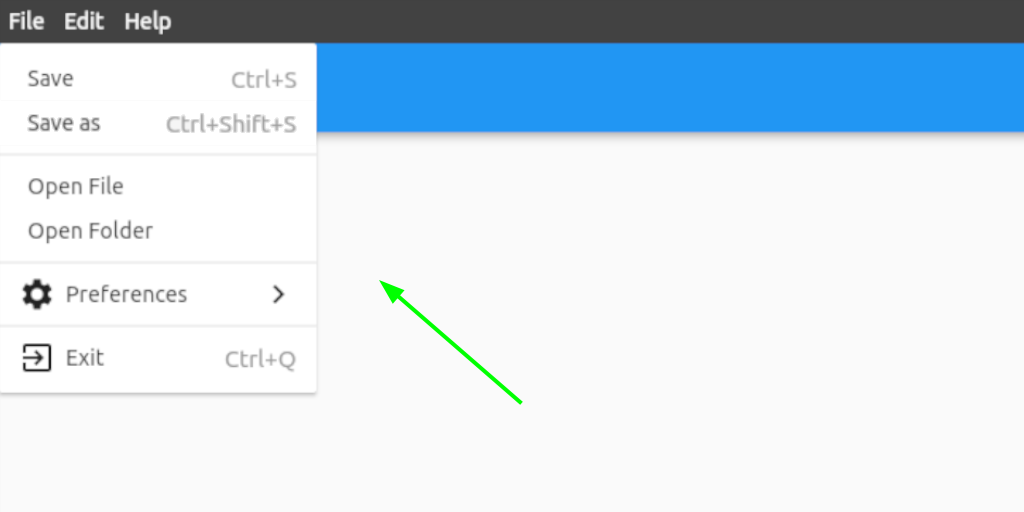 File Edit Help
Save Ctrl+S
Save as Ctrl+Shift+S
Open File
Open Folder
Preferences
Exit Ctrl+Q